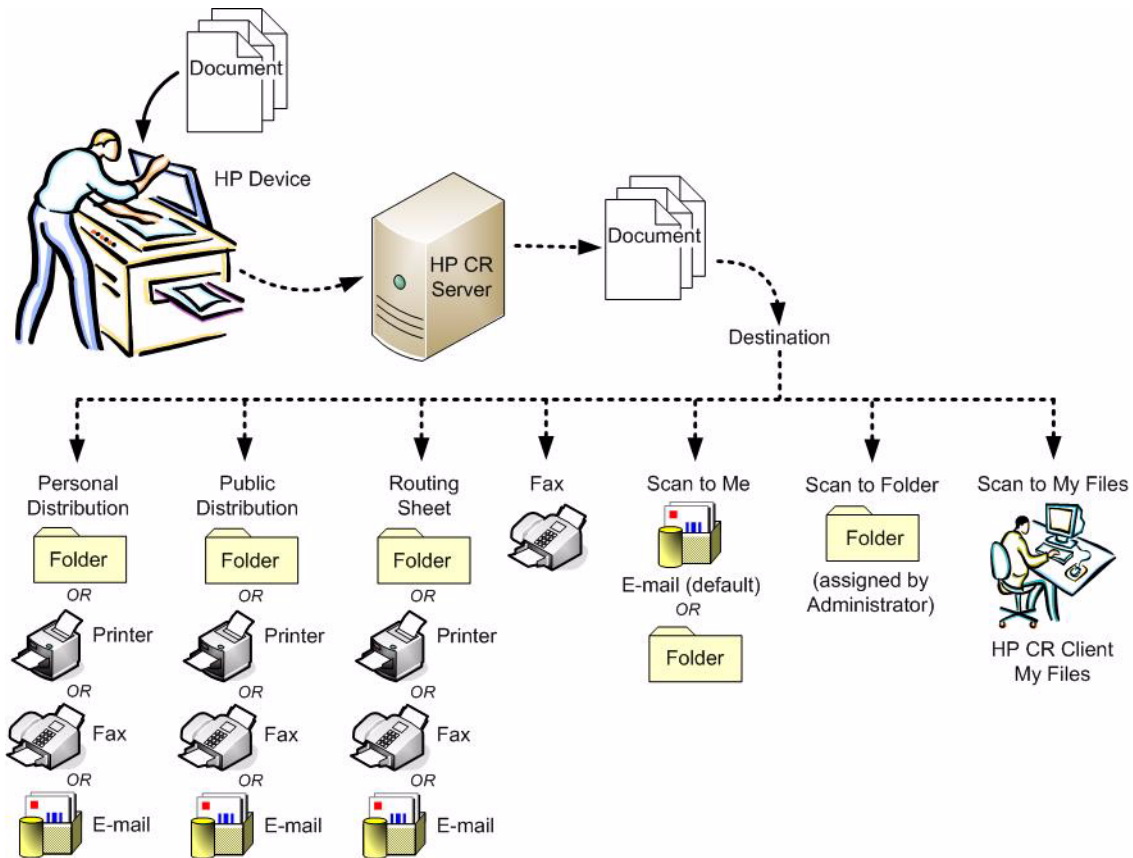 Document
HP Device
HP CR
Server
Document
Destination
Personal
Distribution
Folder
OR
Printer
OR
Fax
OR
E-mail
Public
Distribution
Folder
OR
Printer
OR
Fax
OR
E-mail
Routing
Sheet
Folder
OR
Printer
OR
Fax
OR
E-mail
Fax
Scan to Me
E-mail (default)
OR
Folder
Scan to Folder
Folder
(assigned by
Administrator)
Scan to My Files
HP CR Client
My Files